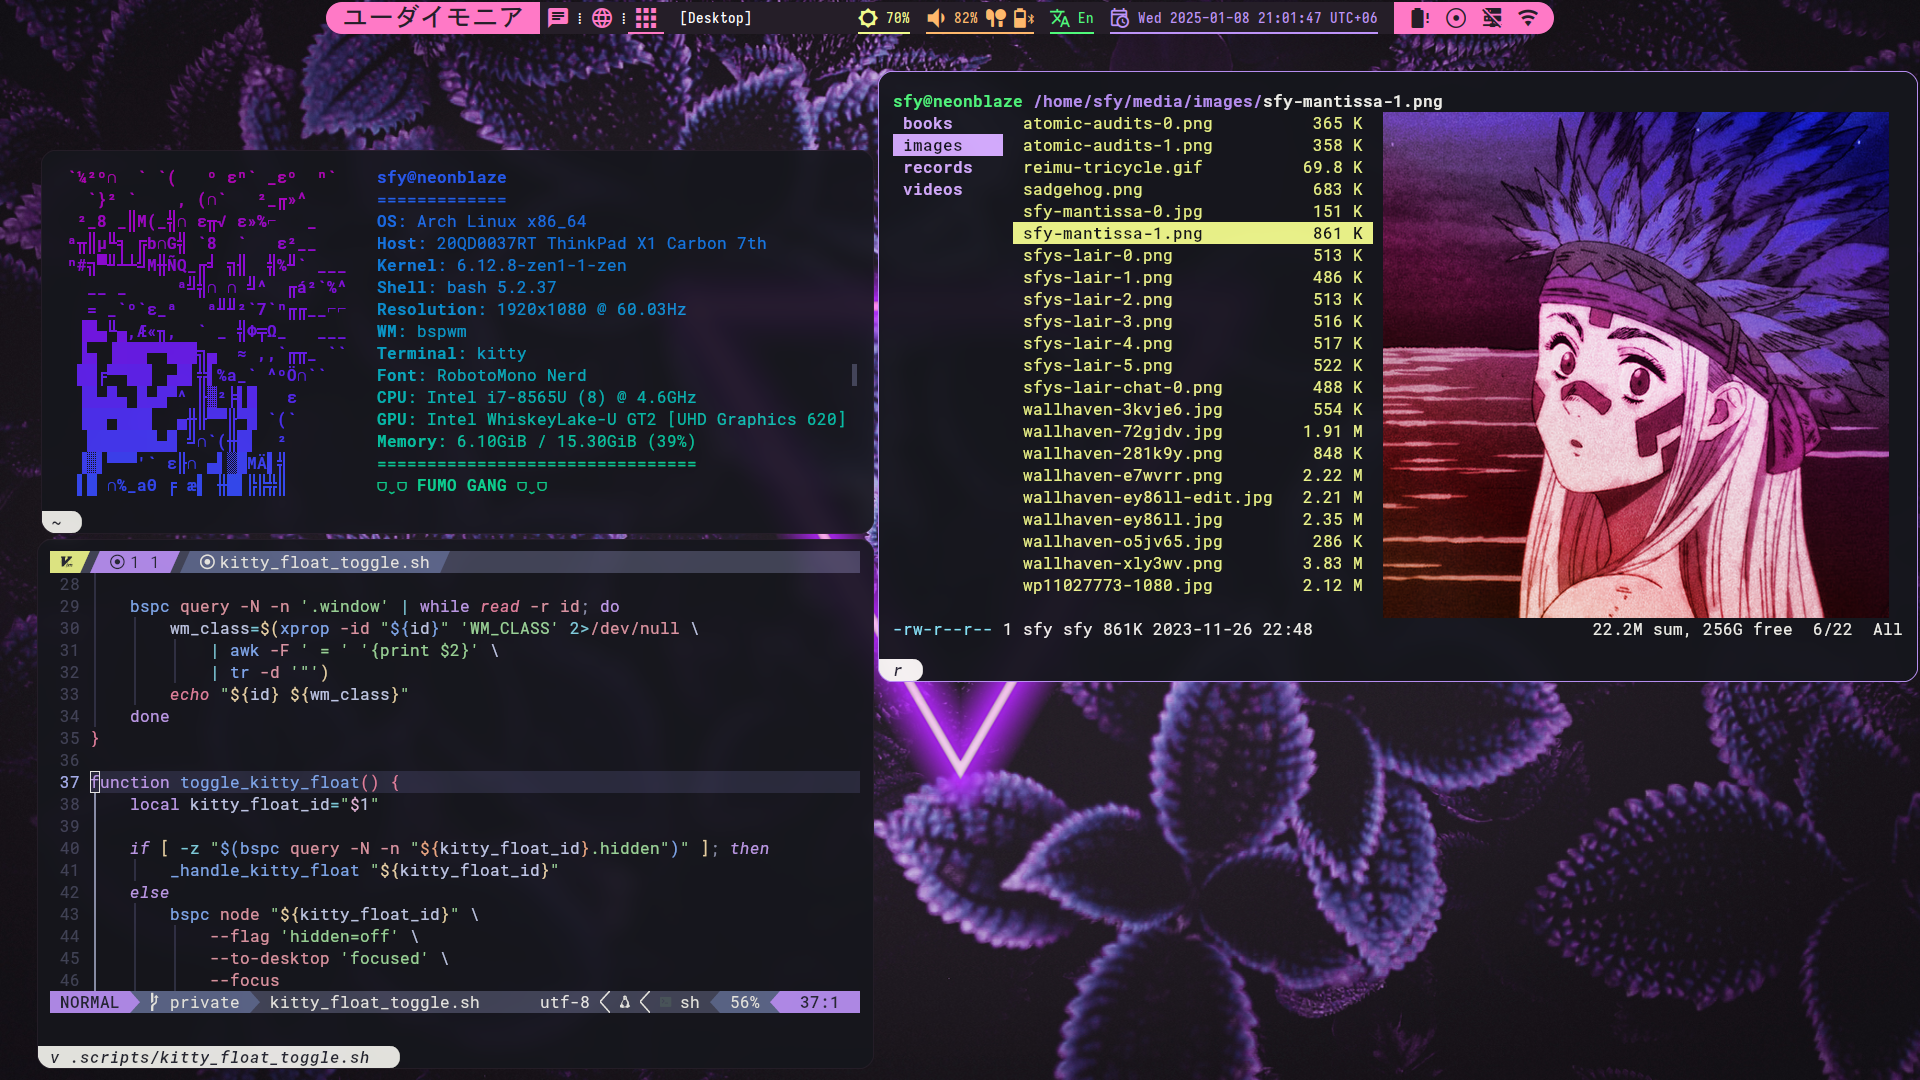 ユーダイモニア
[Desktop]
70%
82%
En
Wed 2025-01-08 21:01:47 UTC+06
sfy@neonblaze
=============
OS: Arch Linux x86_64
Host: 20QD0037RT ThinkPad X1 Carbon 7th
Kernel: 6.12.8-zen1-1-zen
Shell: bash 5.2.37
Resolution: 1920x1080 @ 60.03Hz
WM: bspwm
Terminal: kitty
Font: RobotoMono Nerd
CPU: Intel i7-8565U (8) @ 4.6GHz
GPU: Intel WhiskeyLake-U GT2 [UHD Graphics 620]
Memory: 6.10GiB / 15.30GiB (39%)
================================
FUMO GANG
~
1 1
kitty_float_toggle.sh
28
29 bspc query -N -n '.window' | while read -r id; do
30 wm_class=$(xprop -id "${id}" 'WM_CLASS' 2>/dev/null \
31 | awk -F ' = ' '{print $2}' \
32 | tr -d '"')
33 echo "${id} ${wm_class}"
34 done
35 }
36
37 function toggle_kitty_float() {
38 local kitty_float_id="$1"
39
40 if [ -z "$(bspc query -N -n "${kitty_float_id}.hidden")" ]; then
41 _handle_kitty_float "${kitty_float_id}"
42 else
43 bspc node "${kitty_float_id}" \
44 --flag 'hidden=off' \
45 --to-desktop 'focused' \
46 --focus
NORMAL private kitty_float_toggle.sh utf-8 sh 56% 37:1
v .scripts/kitty_float_toggle.sh
sfy@neonblaze /home/sfy/media/images/sfy-mantissa-1.png
books
images
records
videos
atomic-audits-0.png 365 K
atomic-audits-1.png 358 K
reimu-tricycle.gif 69.8 K
sadgehog.png 683 K
sfy-mantissa-0.jpg 151 K
sfy-mantissa-1.png 861 K
sfys-lair-0.png 513 K
sfys-lair-1.png 486 K
sfys-lair-2.png 513 K
sfys-lair-3.png 516 K
sfys-lair-4.png 517 K
sfys-lair-5.png 522 K
sfys-lair-chat-0.png 488 K
wallhaven-3kvje6.jpg 554 K
wallhaven-72gjdv.jpg 1.91 M
wallhaven-281k9y.png 848 K
wallhaven-e7wvrr.png 2.22 M
wallhaven-ey86ll-edit.jpg 2.21 M
wallhaven-ey86ll.jpg 2.35 M
wallhaven-o5jv65.jpg 286 K
wallhaven-xly3wv.png 3.83 M
wp11027773-1080.jpg 2.12 M
-rw-r--r-- 1 sfy sfy 861K 2023-11-26 22:48 22.2M sum, 256G free 6/22 All
r